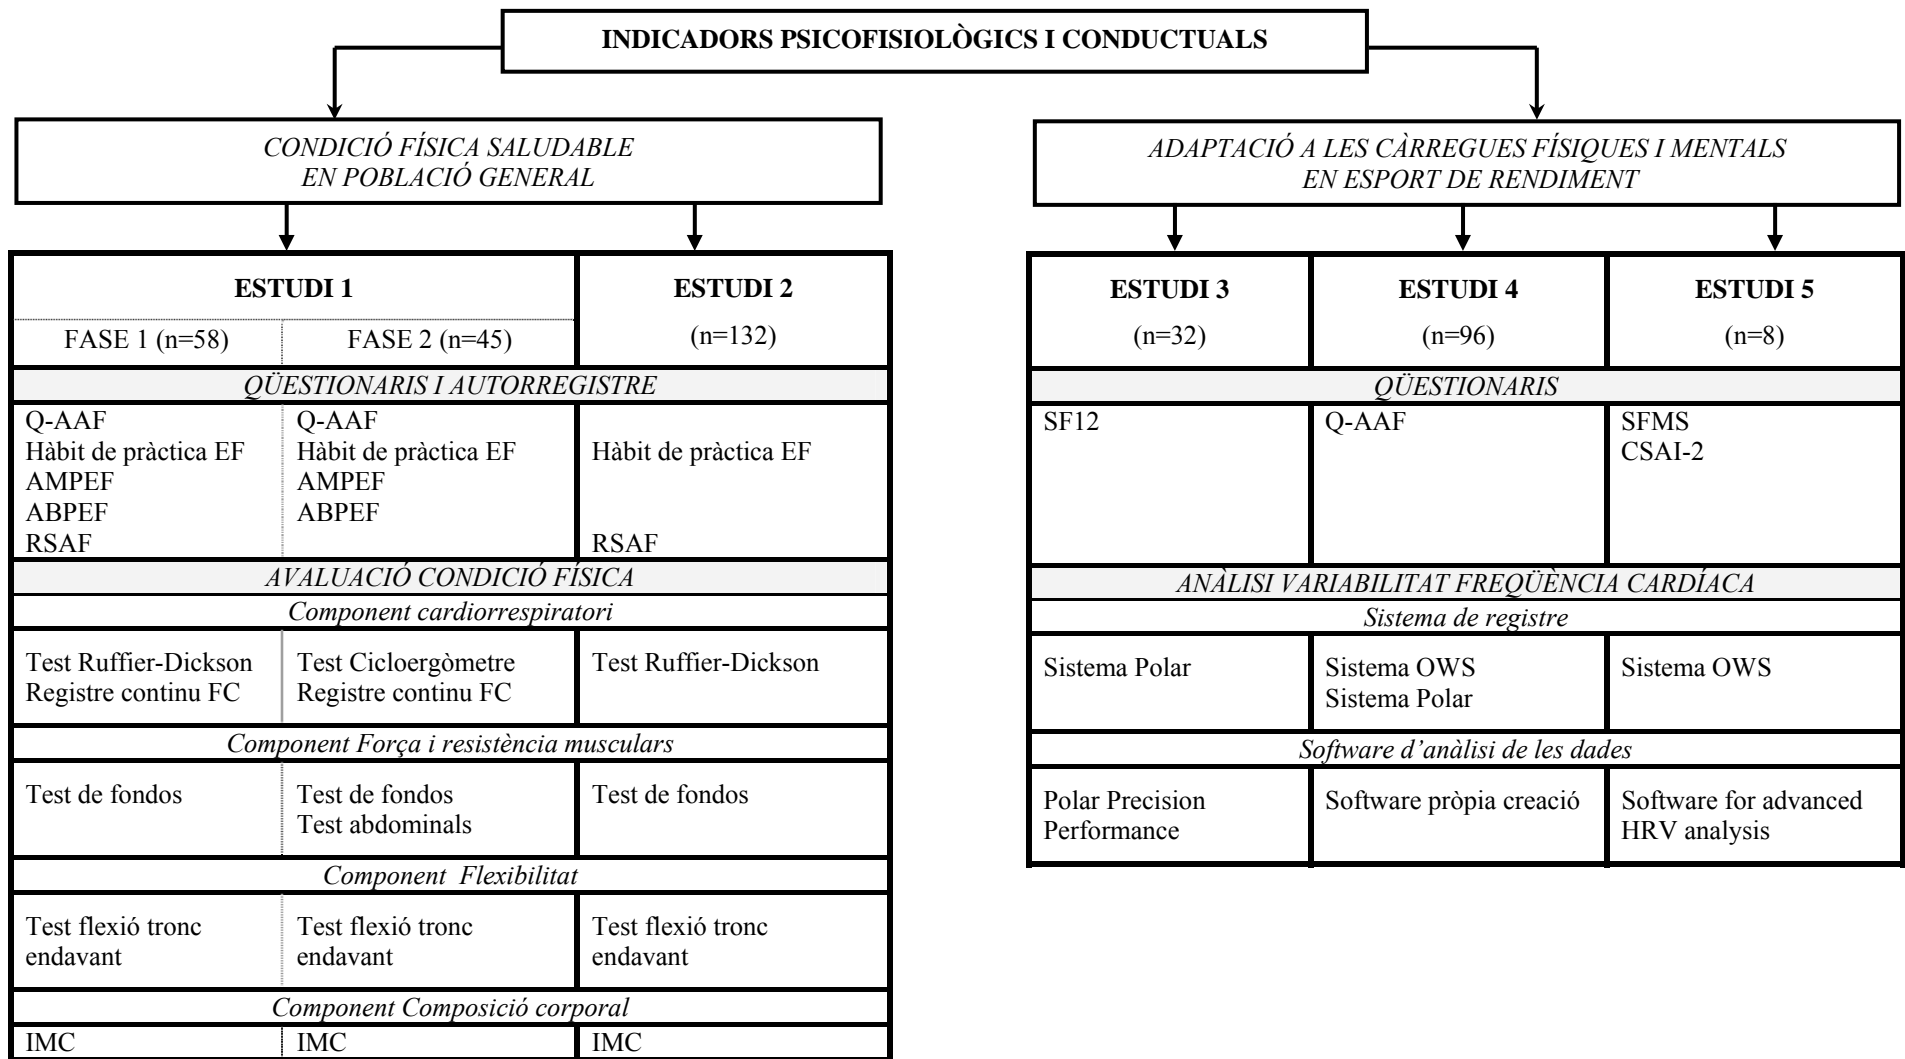 INDICADORS PSICOFISIOLÒGICS I CONDUCTUALS
CONDICIÓ FÍSICA SALUDABLE
EN POBLACIÓ GENERAL
ESTUDI 1
ESTUDI 2
FASE 1 (n=58)
FASE 2 (n=45)
(n=132)
QÜESTIONARIS I AUTORREGISTRE
Q-AAF
Hàbit de pràctica EF
AMPEF
ABPEF
RSAF
Q-AAF
Hàbit de pràctica EF
AMPEF
ABPEF
Hàbit de pràctica EF
RSAF
AVALUACIÓ CONDICIÓ FÍSICA
Component cardiorrespiratori
Test Ruffier-Dickson
Registre continu FC
Test Cicloergòmetre
Registre continu FC
Test Ruffier-Dickson
Component Força i resistència musculars
Test de fondos
Test de fondos
Test abdominals
Test de fondos
Component Flexibilitat
Test flexió tronc
endavant
Test flexió tronc
endavant
Test flexió tronc
endavant
Component Composició corporal
IMC
IMC
IMC
ADAPTACIÓ A LES CÀRREGUES FÍSIQUES I MENTALS
EN ESPORT DE RENDIMENT
ESTUDI 3
(n=32)
ESTUDI 4
(n=96)
ESTUDI 5
(n=8)
QÜESTIONARIS
SF12
Q-AAF
SFMS
CSAI-2
ANÀLISI VARIABILITAT FREQÜÈNCIA CARDÍACA
Sistema de registre
Sistema Polar
Sistema OWS
Sistema Polar
Sistema OWS
Software d’anàlisi de les dades
Polar Precision
Performance
Software pròpia creació
Software for advanced
HRV analysis